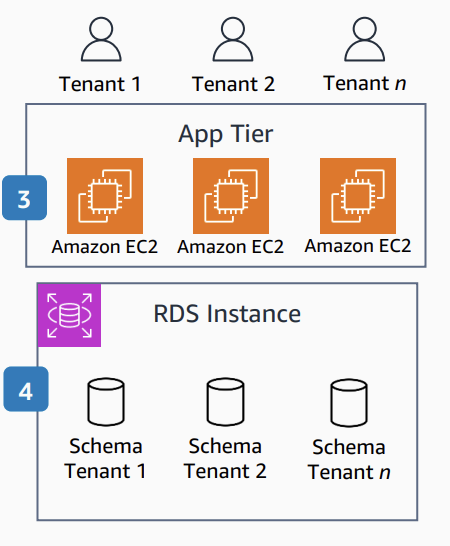 Tenant 1 Tenant 2 Tenant n
App Tier
3
Amazon EC2 Amazon EC2 Amazon EC2
RDS Instance
4
Schema Schema Schema
Tenant 1 Tenant 2 Tenant n